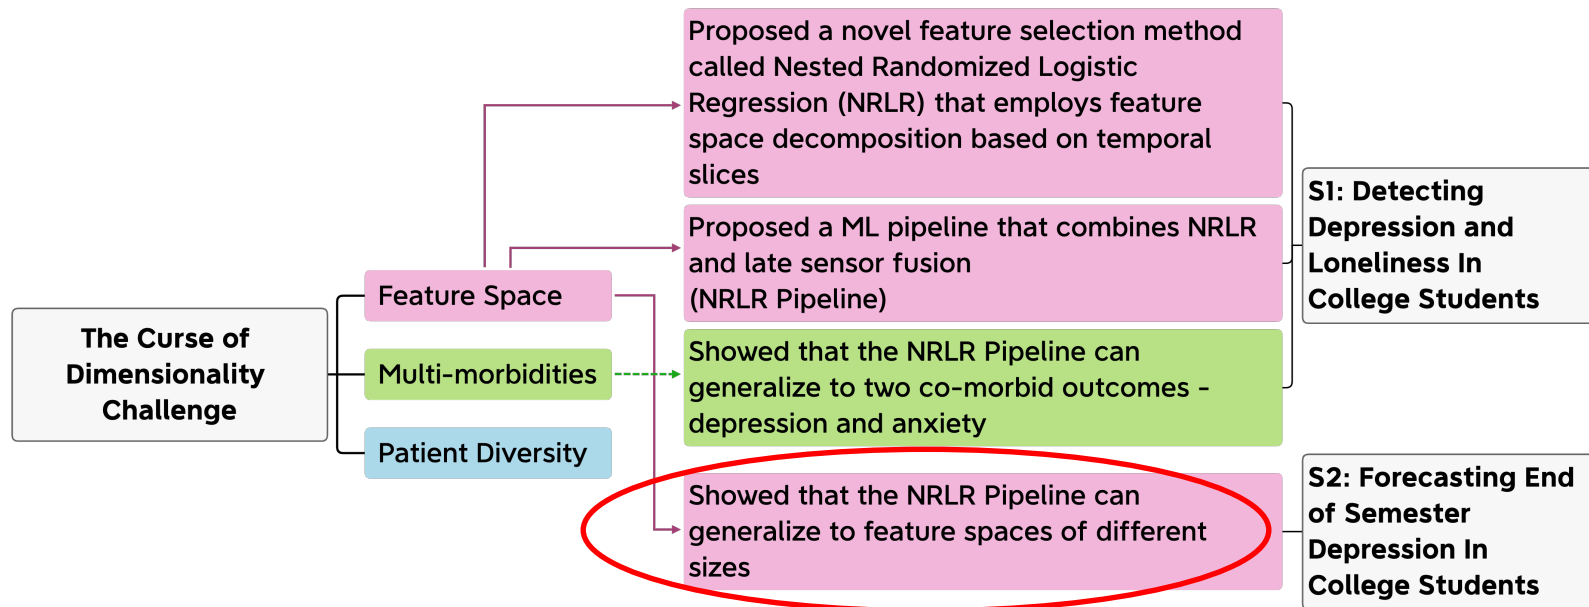 The Curse of
Dimensionality
Challenge
Feature Space
Multi-morbidities
Patient Diversity
Proposed a novel feature selection method
called Nested Randomized Logistic
Regression (NRLR) that employs feature
space decomposition based on temporal
slices
Proposed a ML pipeline that combines NRLR
and late sensor fusion
(NRLR Pipeline)
Showed that the NRLR Pipeline can
generalize to two co-morbid outcomes -
depression and anxiety
Showed that the NRLR Pipeline can
generalize to feature spaces of different
sizes
S1: Detecting
Depression and
Loneliness In
College Students
S2: Forecasting End
of Semester
Depression In
College Students